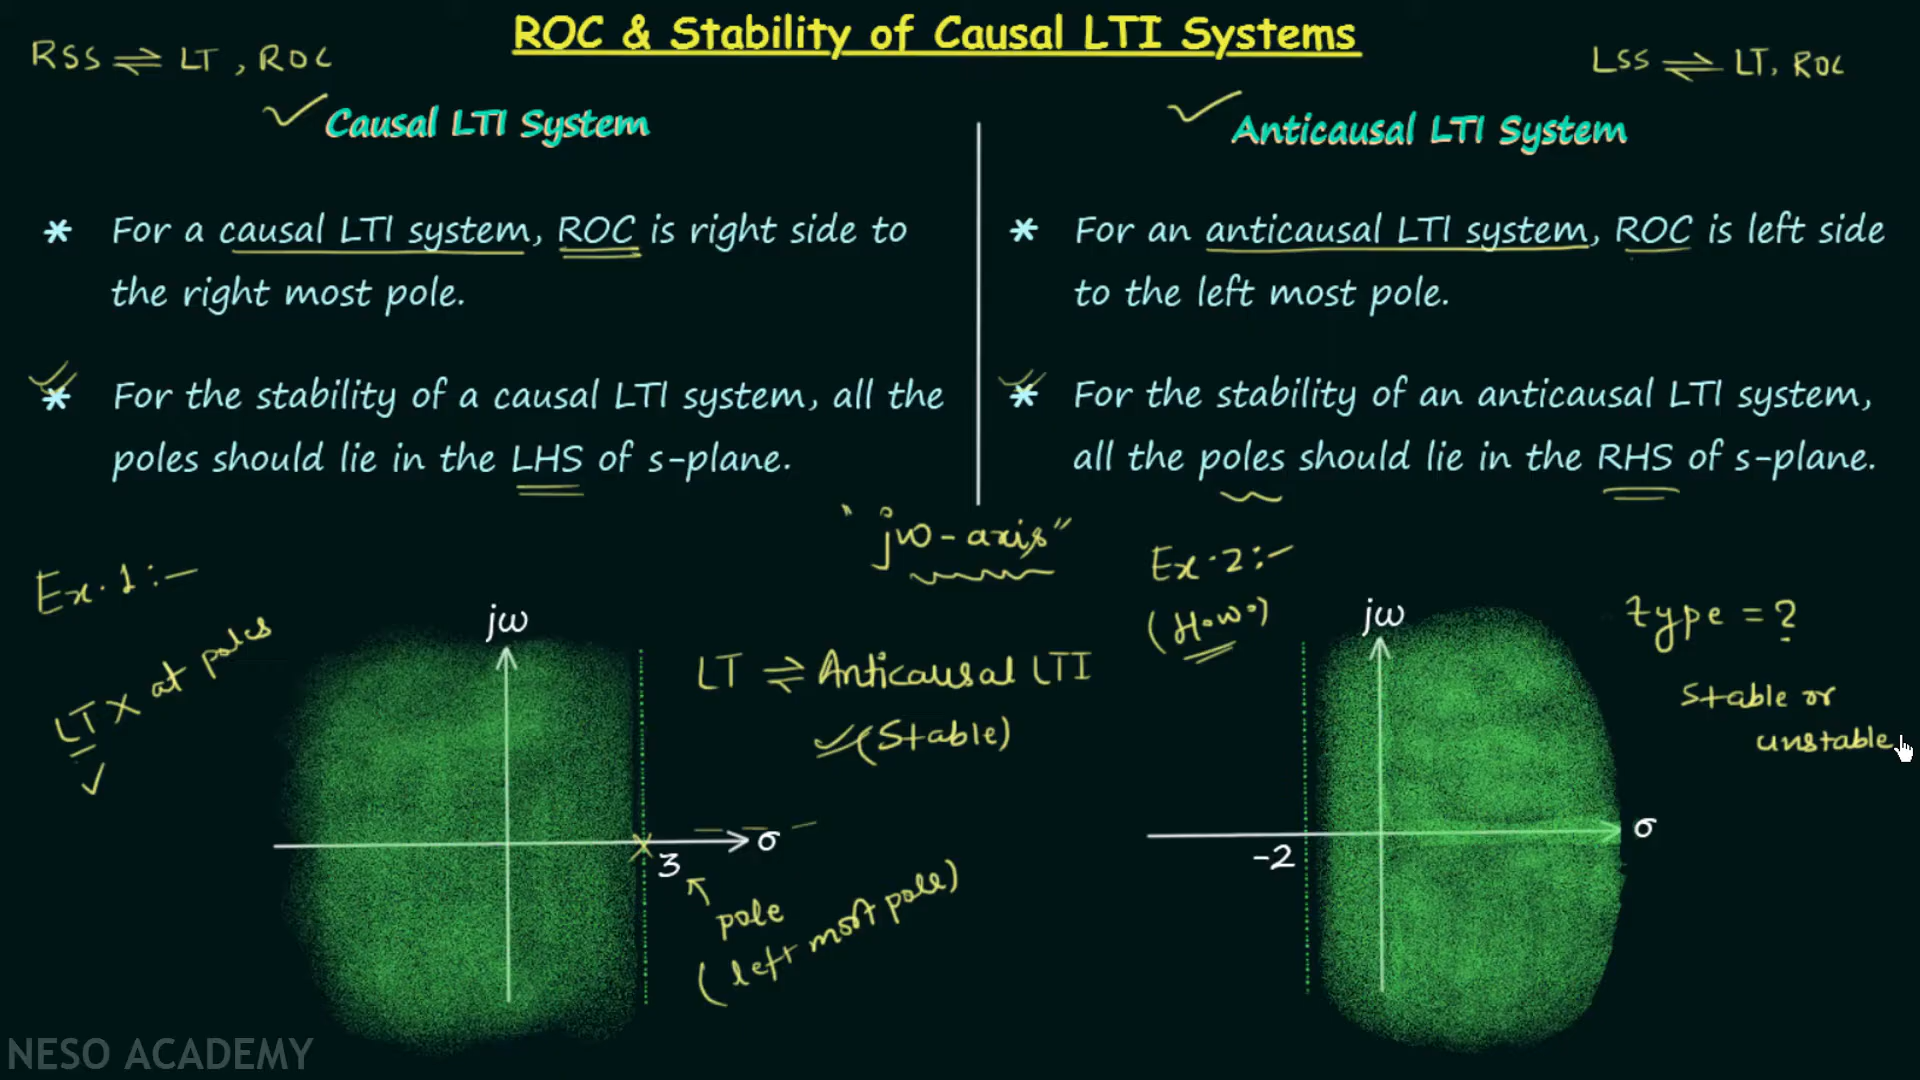 ROC & Stability of Causal LTI Systems
RSS ⇌ LT, ROC
LSS ⇌ LT, ROC
Causal LTI System
* For a causal LTI system, ROC is right side to
the right most pole.
* For the stability of a causal LTI system, all the
poles should lie in the LHS of s-plane.
Anticausal LTI System
* For an anticausal LTI system, ROC is left side
to the left most pole.
* For the stability of an anticausal LTI system,
all the poles should lie in the RHS of s-plane.
"jω-axis"
Ex.1:-
LT X at poles
jω
σ
3
LT ⇌ Anticausal LTI
(Stable)
pole
(left most pole)
Ex.2:-
(H.W.)
jω
σ
-2
type = ?
Stable or
unstable
NESO ACADEMY